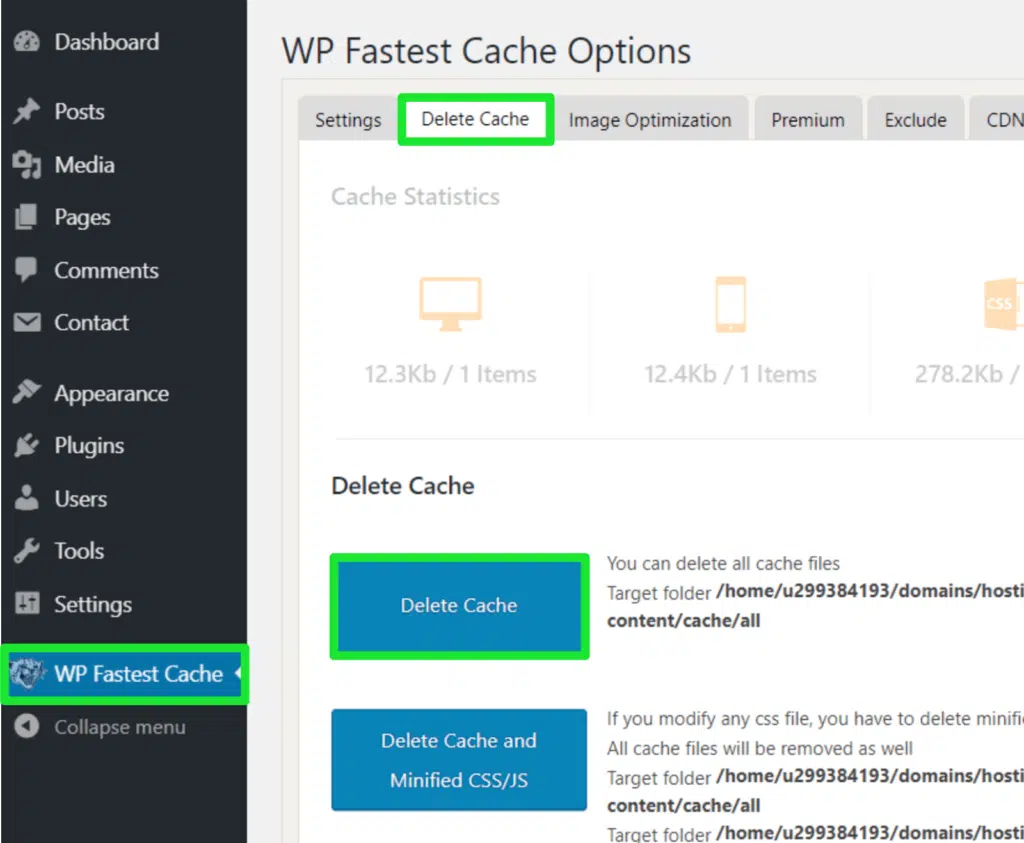 Dashboard
Posts
Media
Pages
Comments
Contact
Appearance
Plugins
Users
Tools
Settings
WP Fastest Cache
Collapse menu
WP Fastest Cache Options
Settings Delete Cache Image Optimization Premium Exclude CDN
Cache Statistics
CSS
12.3Kb / 1 Items 12.4Kb / 1 Items 278.2Kb /
Delete Cache
Delete Cache
You can delete all cache files
Target folder /home/u299384193/domains/hosti
content/cache/all
Delete Cache and
Minified CSS/JS
If you modify any css file, you have to delete minifi
All cache files will be removed as well
Target folder /home/u299384193/domains/hosti
content/cache/all
Target folder /home/u299384193/domains/hosti